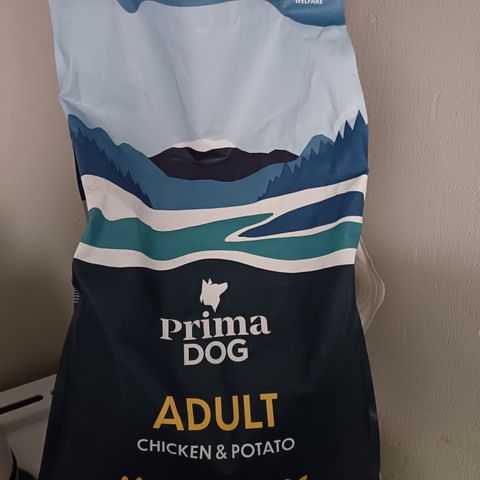 WELFARE
Prima
DOG
ADULT
CHICKEN & POTATO